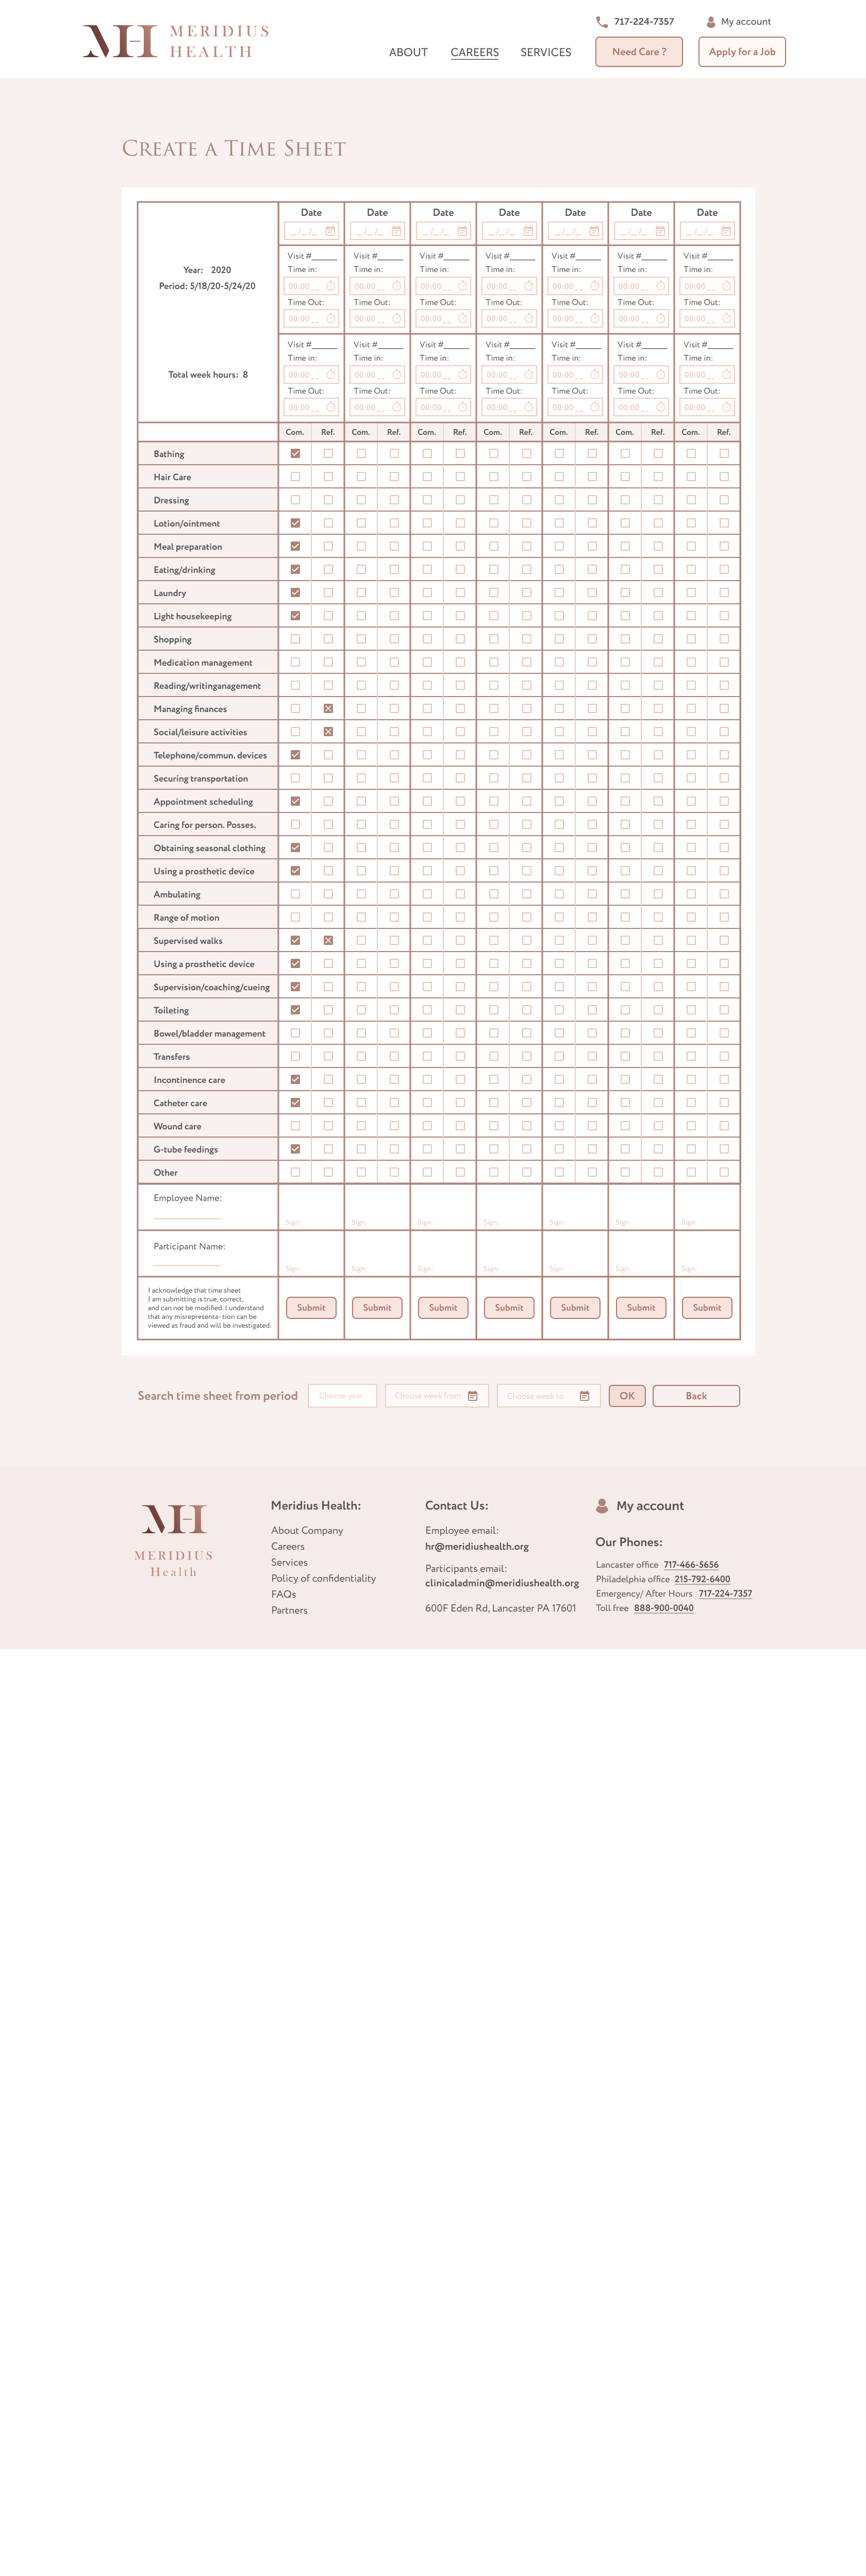 MH MERIDIUS HEALTH
717-224-7357 My account
ABOUT CAREERS SERVICES Need Care ? Apply for a Job
CREATE A TIME SHEET
Date Date Date Date Date Date Date
_ /_ /_ _ /_ /_ _ /_ /_ _ /_ /_ _ /_ /_ _ /_ /_ _ /_ /_
Year: 2020
Period: 5/18/20-5/24/20
Visit #______ Visit #______ Visit #______ Visit #______ Visit #______ Visit #______ Visit #______
Time in: Time in: Time in: Time in: Time in: Time in: Time in:
00:00 _ _ 00:00 _ _ 00:00 _ _ 00:00 _ _ 00:00 _ _ 00:00 _ _ 00:00 _ _
Time Out: Time Out: Time Out: Time Out: Time Out: Time Out: Time Out:
00:00 _ _ 00:00 _ _ 00:00 _ _ 00:00 _ _ 00:00 _ _ 00:00 _ _ 00:00 _ _
Total week hours: 8
Visit #______ Visit #______ Visit #______ Visit #______ Visit #______ Visit #______ Visit #______
Time in: Time in: Time in: Time in: Time in: Time in: Time in:
00:00 _ _ 00:00 _ _ 00:00 _ _ 00:00 _ _ 00:00 _ _ 00:00 _ _ 00:00 _ _
Time Out: Time Out: Time Out: Time Out: Time Out: Time Out: Time Out:
00:00 _ _ 00:00 _ _ 00:00 _ _ 00:00 _ _ 00:00 _ _ 00:00 _ _ 00:00 _ _
Com. Ref. Com. Ref. Com. Ref. Com. Ref. Com. Ref. Com. Ref. Com. Ref.
Bathing
Hair Care
Dressing
Lotion/ointment
Meal preparation
Eating/drinking
Laundry
Light housekeeping
Shopping
Medication management
Reading/writinganagement
Managing finances
Social/leisure activities
Telephone/commun. devices
Securing transportation
Appointment scheduling
Caring for person. Posses.
Obtaining seasonal clothing
Using a prosthetic device
Ambulating
Range of motion
Supervised walks
Using a prosthetic device
Supervision/coaching/cueing
Toileting
Bowel/bladder management
Transfers
Incontinence care
Catheter care
Wound care
G-tube feedings
Other
Employee Name:
Sign: Sign: Sign: Sign: Sign: Sign: Sign:
Participant Name:
Sign: Sign: Sign: Sign: Sign: Sign: Sign:
I acknowledge that time sheet
I am submitting is true, correct,
and can not be modified. I understand
that any misrepresenta- tion can be
viewed as fraud and will be investigated.
Submit Submit Submit Submit Submit Submit Submit
Search time sheet from period Choose year Choose week from Choose week to OK Back
MH
MERIDIUS
Health
Meridius Health:
About Company
Careers
Services
Policy of confidentiality
FAQs
Partners
Contact Us:
Employee email:
hr@meridiushealth.org
Participants email:
clinicaladmin@meridiushealth.org
600F Eden Rd, Lancaster PA 17601
My account
Our Phones:
Lancaster office 717-466-5656
Philadelphia office 215-792-6400
Emergency/ After Hours 717-224-7357
Toll free 888-900-0040